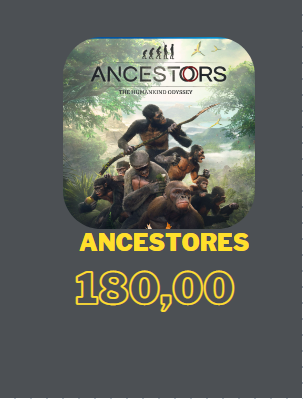 ANCESTORS
THE HUMANKIND ODYSSEY
ANCESTORES
180,00